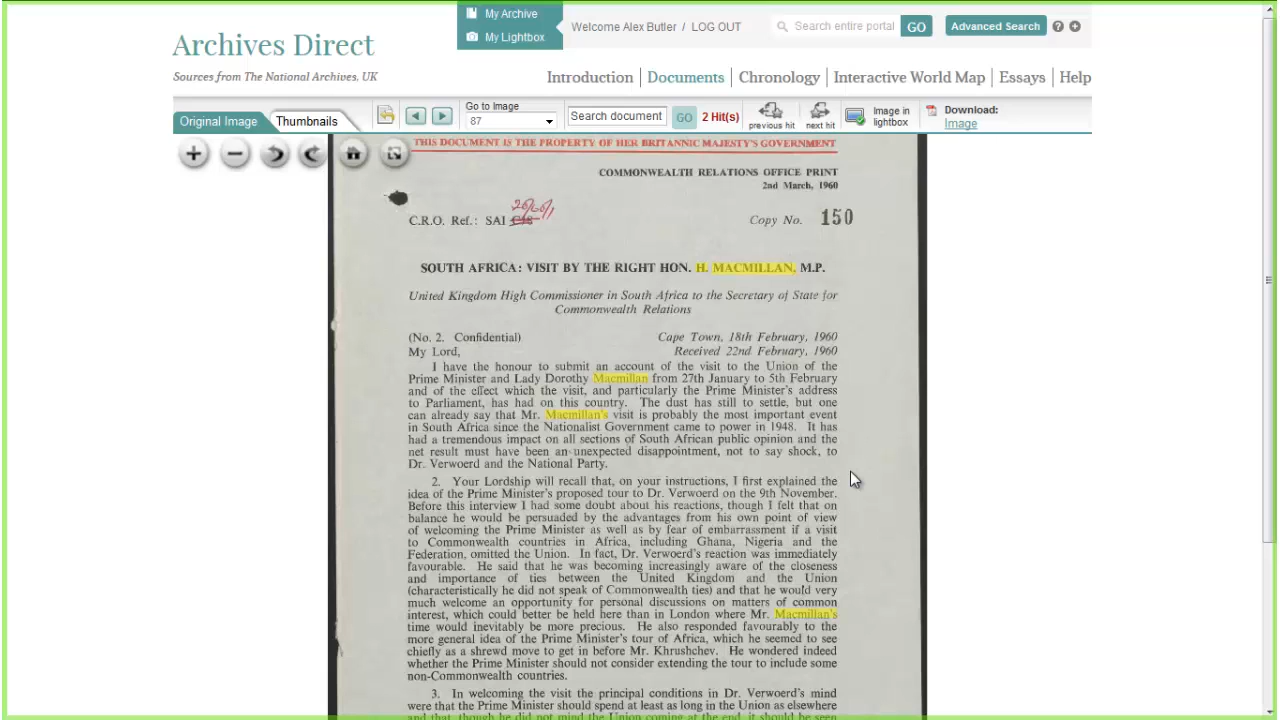 My Archive
My Lightbox
Welcome Alex Butler / LOG OUT
Search entire portal
GO
Advanced Search
Archives Direct
Sources from The National Archives, UK
Introduction
Documents
Chronology
Interactive World Map
Essays
Help
Original Image
Thumbnails
Go to Image
87
Search document
GO
2 Hit(s)
previous hit
next hit
Image in
lightbox
Download:
Image
THIS DOCUMENT IS THE PROPERTY OF HER BRITANNIC MAJESTY'S GOVERNMENT
COMMONWEALTH RELATIONS OFFICE PRINT
2nd March, 1960
C.R.O. Ref.: SAI
Copy No. 150
SOUTH AFRICA: VISIT BY THE RIGHT HON. H. MACMILLAN, M.P.
United Kingdom High Commissioner in South Africa to the Secretary of State for
Commonwealth Relations
(No. 2. Confidential) Cape Town, 18th February, 1960
My Lord, Received 22nd February, 1960
I have the honour to submit an account of the visit to the Union of the
Prime Minister and Lady Dorothy Macmillan from 27th January to 5th February
and of the effect which the visit, and particularly the Prime Minister's address
to Parliament, has had on this country. The dust has still to settle, but one
can already say that Mr. Macmillan's visit is probably the most important event
in South Africa since the Nationalist Government came to power in 1948. It has
had a tremendous impact on all sections of South African public opinion and the
net result must have been an unexpected disappointment, not to say shock, to
Dr. Verwoerd and the National Party.
2. Your Lordship will recall that, on your instructions, I first explained the
idea of the Prime Minister's proposed tour to Dr. Verwoerd on the 9th November.
Before this interview I had some doubt about his reactions, though I felt that on
balance he would be persuaded by the advantages from his own point of view
of welcoming the Prime Minister as well as by fear of embarrassment if a visit
to Commonwealth countries in Africa, including Ghana, Nigeria and the
Federation, omitted the Union. In fact, Dr. Verwoerd's reaction was immediately
favourable. He said that he was becoming increasingly aware of the closeness
and importance of ties between the United Kingdom and the Union
(characteristically he did not speak of Commonwealth ties) and that he would very
much welcome an opportunity for personal discussions on matters of common
interest, which could better be held here than in London where Mr. Macmillan's
time would inevitably be more precious. He also responded favourably to the
more general idea of the Prime Minister's tour of Africa, which he seemed to see
chiefly as a shrewd move to get in before Mr. Khrushchev. He wondered indeed
whether the Prime Minister should not consider extending the tour to include some
non-Commonwealth countries.
3. In welcoming the visit the principal conditions in Dr. Verwoerd's mind
were that the Prime Minister should spend at least as long in the Union as elsewhere
and that, though he did not mind the Union coming at the end, it should be seen